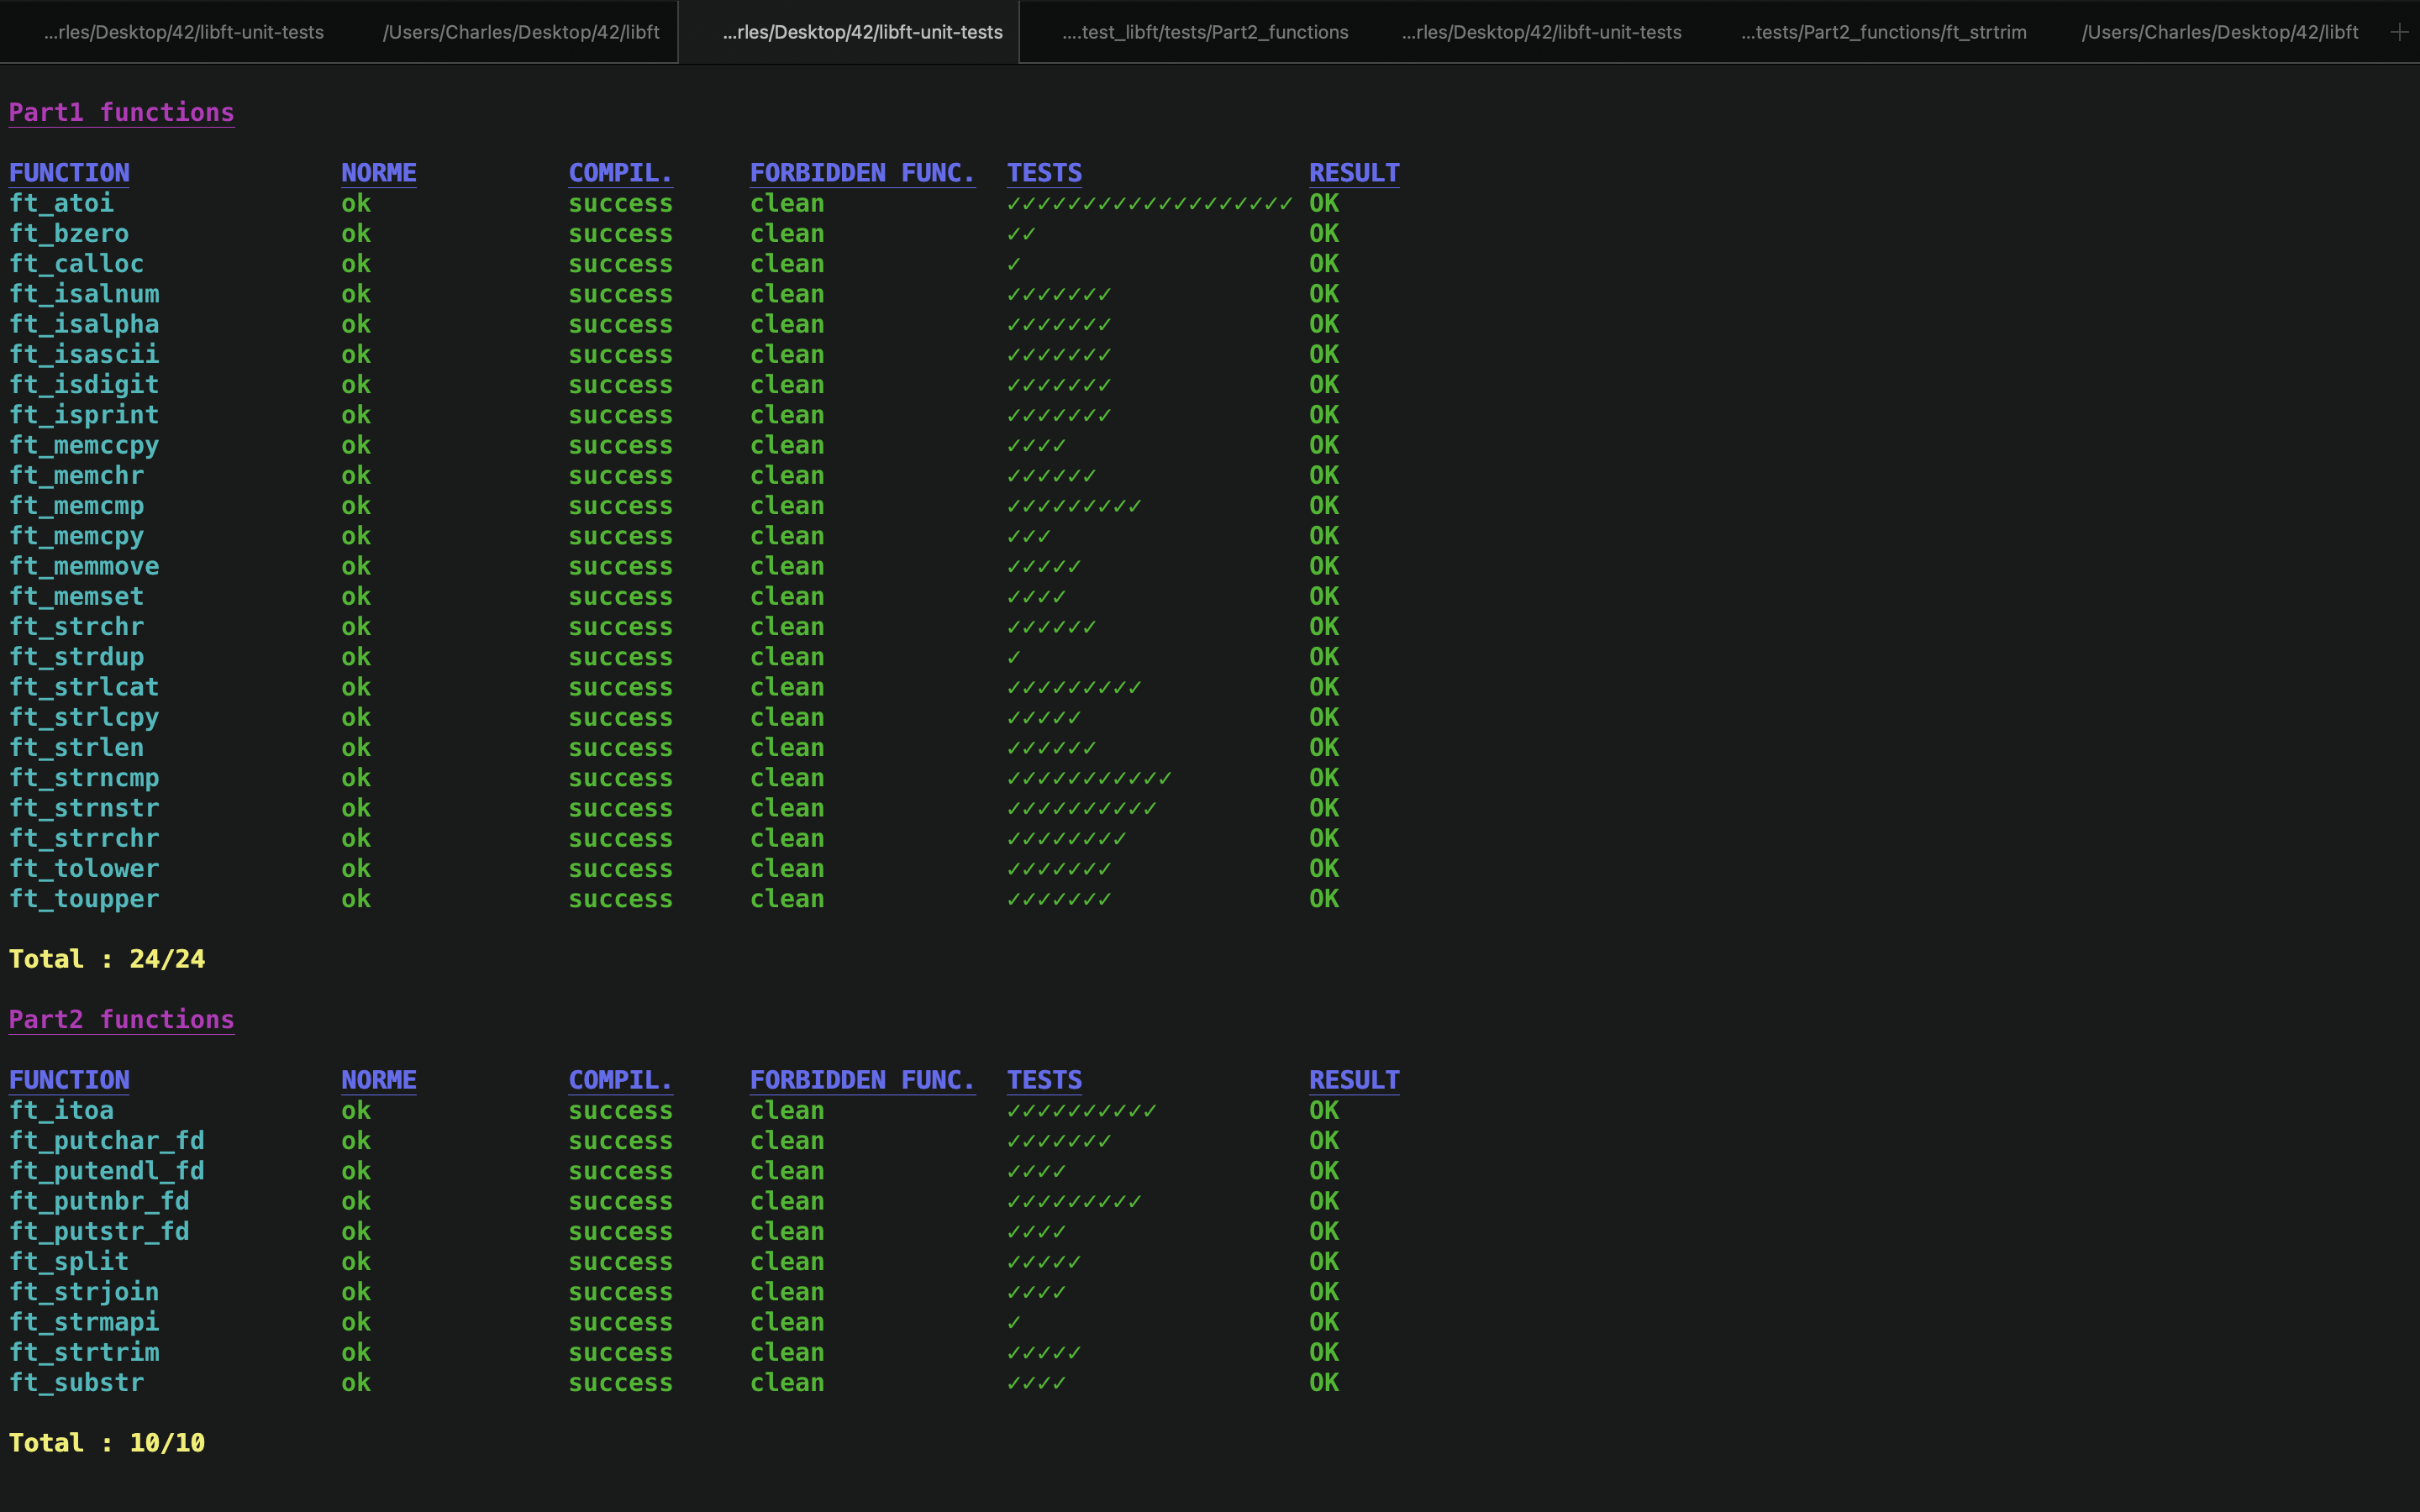 ...rles/Desktop/42/libft-unit-tests /Users/Charles/Desktop/42/libft ...rles/Desktop/42/libft-unit-tests ....test_libft/tests/Part2_functions ...rles/Desktop/42/libft-unit-tests ...tests/Part2_functions/ft_strtrim /Users/Charles/Desktop/42/libft +
Part1 functions
FUNCTION NORME COMPIL. FORBIDDEN FUNC. TESTS RESULT
ft_atoi ok success clean ✓✓✓✓✓✓✓✓✓✓✓✓✓✓✓✓✓✓✓ OK
ft_bzero ok success clean ✓✓ OK
ft_calloc ok success clean ✓ OK
ft_isalnum ok success clean ✓✓✓✓✓✓✓ OK
ft_isalpha ok success clean ✓✓✓✓✓✓✓ OK
ft_isascii ok success clean ✓✓✓✓✓✓✓ OK
ft_isdigit ok success clean ✓✓✓✓✓✓✓ OK
ft_isprint ok success clean ✓✓✓✓✓✓✓ OK
ft_memccpy ok success clean ✓✓✓✓ OK
ft_memchr ok success clean ✓✓✓✓✓✓ OK
ft_memcmp ok success clean ✓✓✓✓✓✓✓✓✓ OK
ft_memcpy ok success clean ✓✓✓ OK
ft_memmove ok success clean ✓✓✓✓✓ OK
ft_memset ok success clean ✓✓✓✓ OK
ft_strchr ok success clean ✓✓✓✓✓✓ OK
ft_strdup ok success clean ✓ OK
ft_strlcat ok success clean ✓✓✓✓✓✓✓✓✓ OK
ft_strlcpy ok success clean ✓✓✓✓✓ OK
ft_strlen ok success clean ✓✓✓✓✓✓ OK
ft_strncmp ok success clean ✓✓✓✓✓✓✓✓✓✓✓ OK
ft_strnstr ok success clean ✓✓✓✓✓✓✓✓✓✓ OK
ft_strrchr ok success clean ✓✓✓✓✓✓✓✓ OK
ft_tolower ok success clean ✓✓✓✓✓✓✓ OK
ft_toupper ok success clean ✓✓✓✓✓✓✓ OK
Total : 24/24
Part2 functions
FUNCTION NORME COMPIL. FORBIDDEN FUNC. TESTS RESULT
ft_itoa ok success clean ✓✓✓✓✓✓✓✓✓✓ OK
ft_putchar_fd ok success clean ✓✓✓✓✓✓✓ OK
ft_putendl_fd ok success clean ✓✓✓✓ OK
ft_putnbr_fd ok success clean ✓✓✓✓✓✓✓✓✓ OK
ft_putstr_fd ok success clean ✓✓✓✓ OK
ft_split ok success clean ✓✓✓✓✓ OK
ft_strjoin ok success clean ✓✓✓✓ OK
ft_strmapi ok success clean ✓ OK
ft_strtrim ok success clean ✓✓✓✓✓ OK
ft_substr ok success clean ✓✓✓✓ OK
Total : 10/10